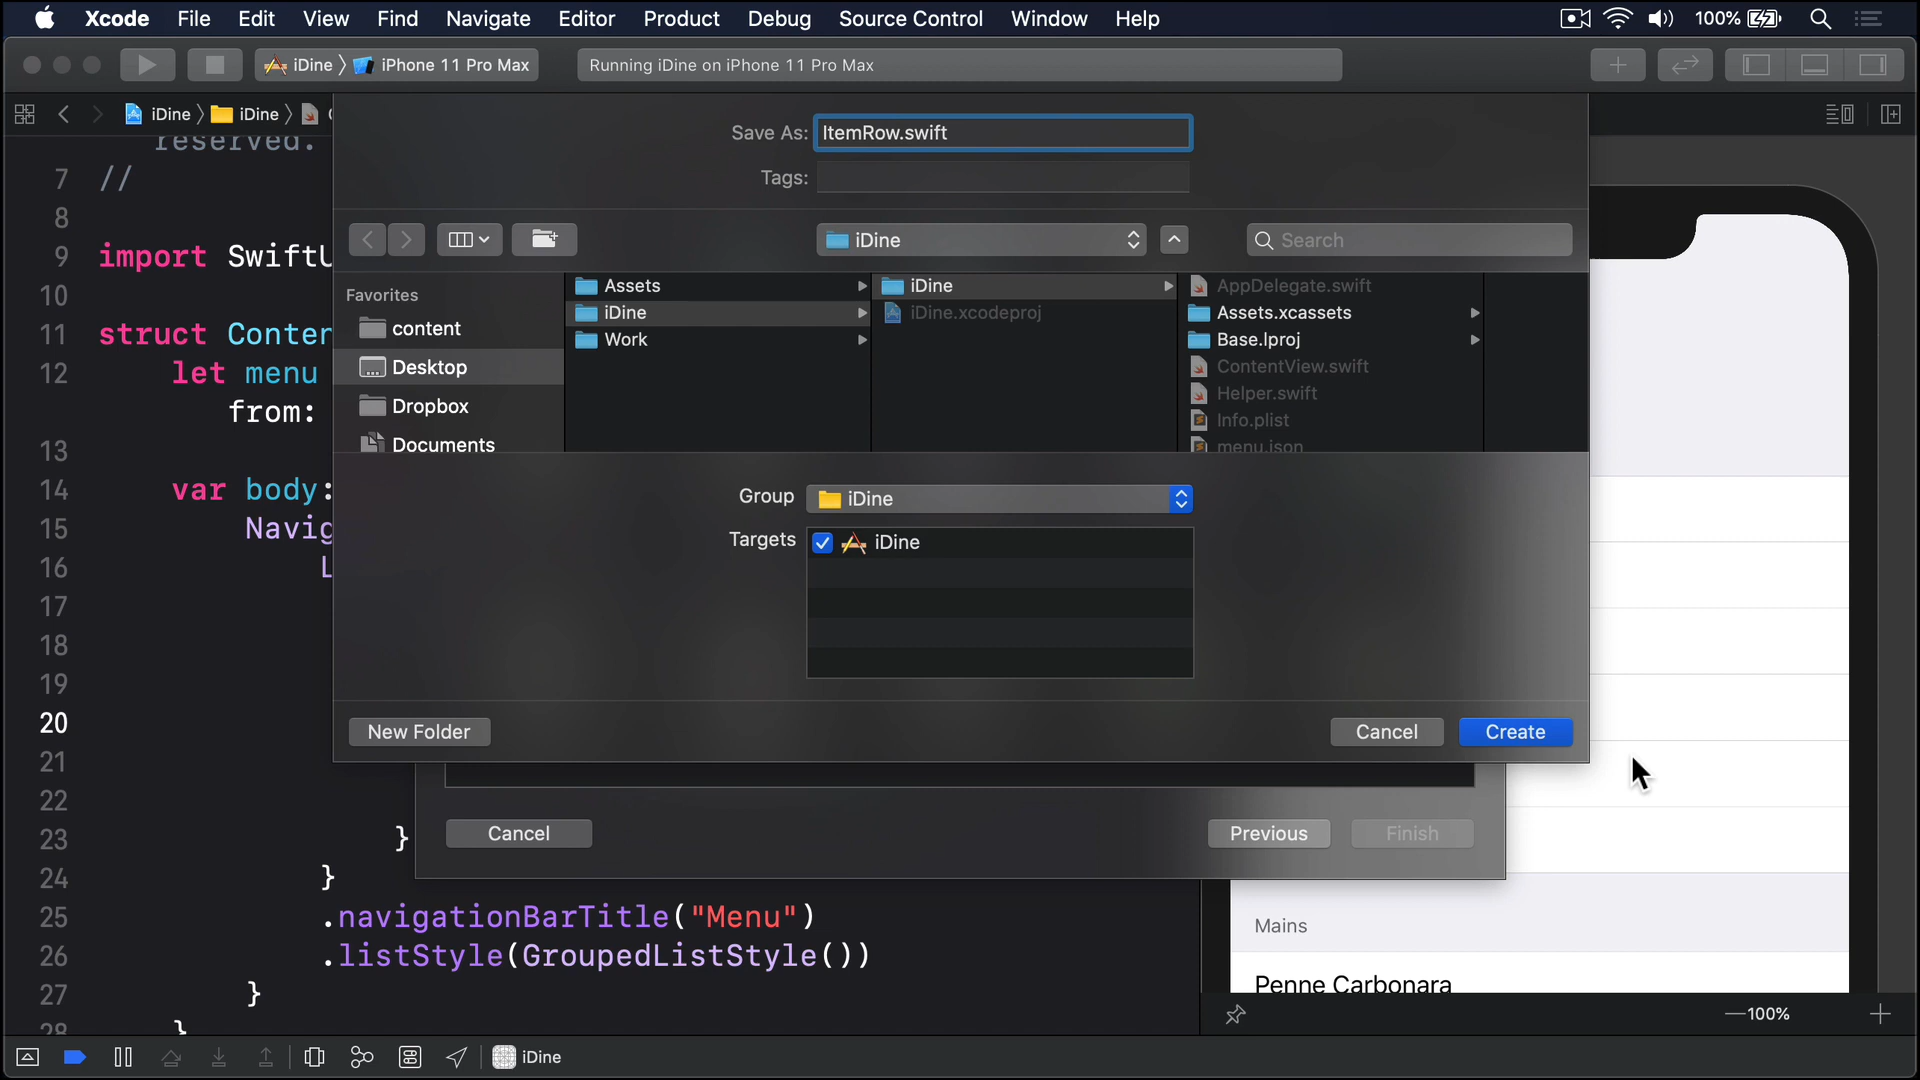 Xcode File Edit View Find Navigate Editor Product Debug Source Control Window Help 100%
iDine iPhone 11 Pro Max Running iDine on iPhone 11 Pro Max
iDine iDine
Save As: ItemRow.swift
reserved.
Tags:
7 //
8
iDine Search
9 import SwiftU
Favorites
content
Desktop
Dropbox
Documents
Assets
iDine
Work
iDine
iDine.xcodeproj
AppDelegate.swift
Assets.xcassets
Base.lproj
ContentView.swift
Helper.swift
Info.plist
menu.json
10
11 struct Conten
12 let menu
from:
13
14 var body:
15 Navig
16 L
17
18
19
20
21
22
Group iDine
Targets iDine
New Folder Cancel Create
Cancel Previous Finish
23 }
24 }
25 .navigationBarTitle("Menu")
26 .listStyle(GroupedListStyle())
27 }
28 }
Mains
Penne Carbonara
100%
iDine